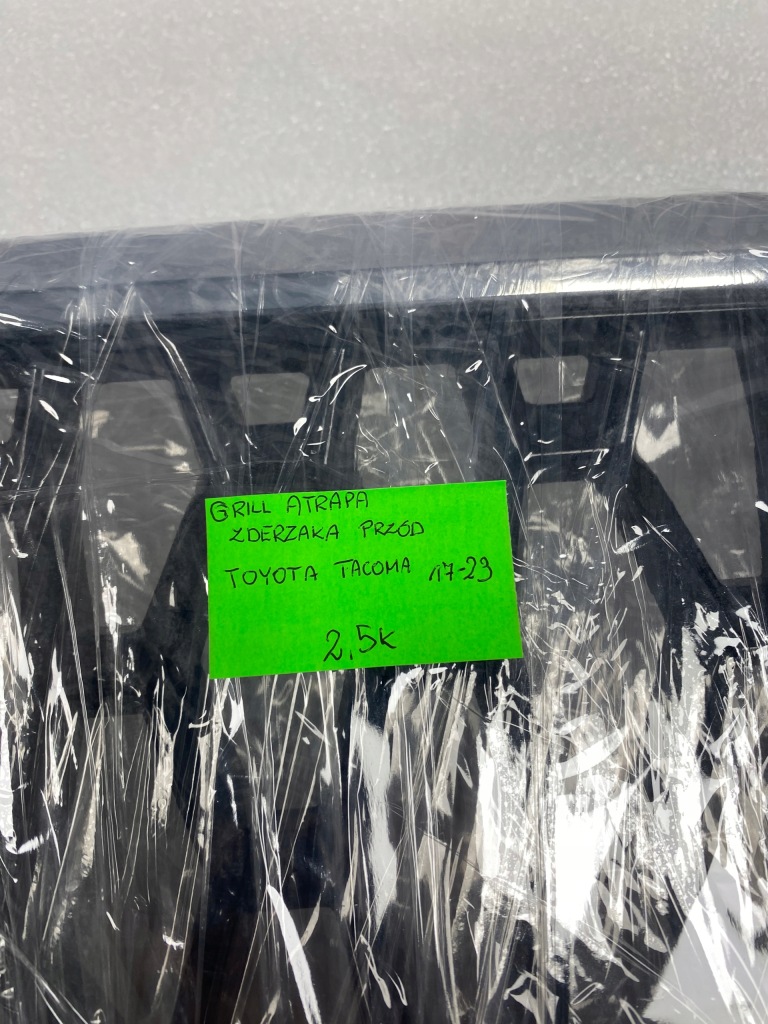 GRILL ATRAPA
ZDERZAKA PRZÓD
TOYOTA TACOMA 17-23
2.5K